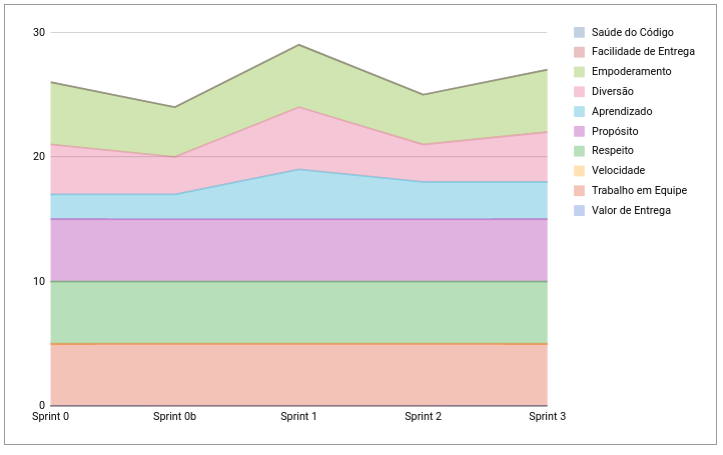 30
20
10
0
Sprint 0
Sprint 0b
Sprint 1
Sprint 2
Sprint 3
Saúde do Código
Facilidade de Entrega
Empoderamento
Diversão
Aprendizado
Propósito
Respeito
Velocidade
Trabalho em Equipe
Valor de Entrega